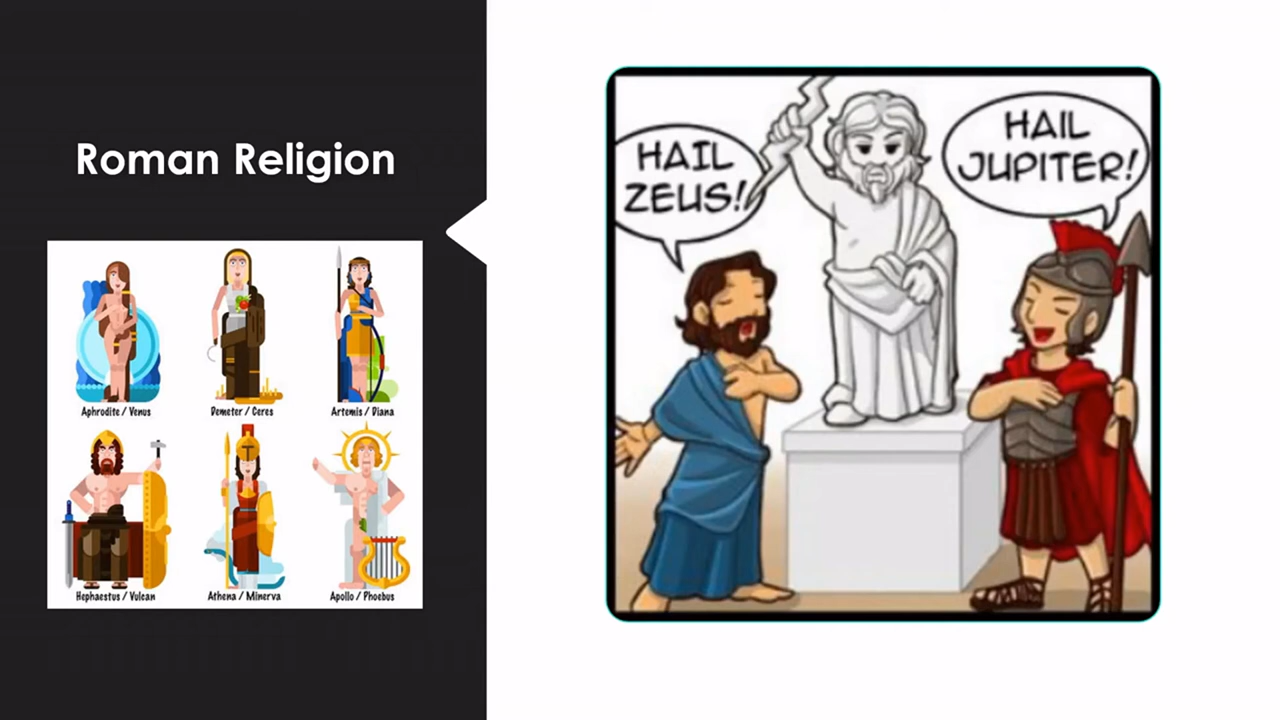 Roman Religion
Aphrodite / Venus
Demeter / Ceres
Artemis / Diana
Hephaestus / Vulcan
Athena / Minerva
Apollo / Phoebus
HAIL
ZEUS!
HAIL
JUPITER!